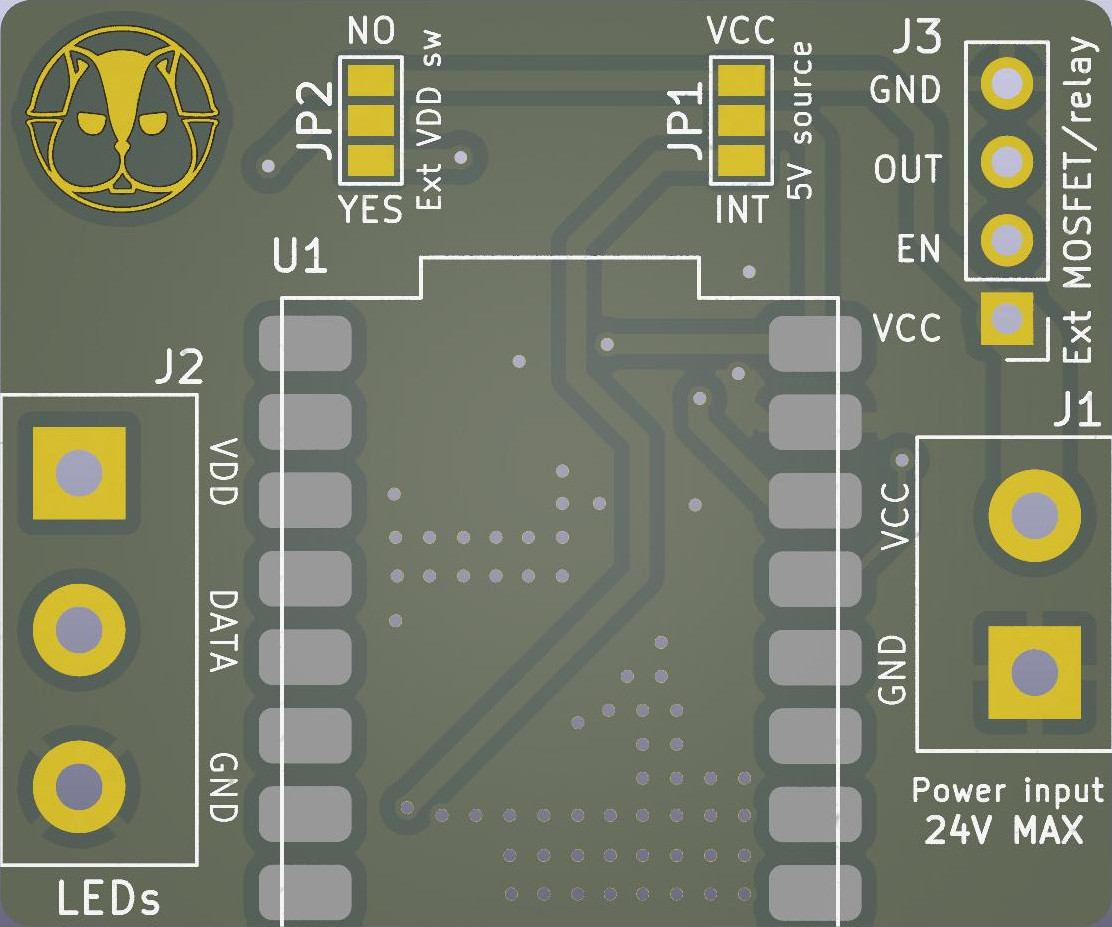 NO
JP2
Ext VDD sw
YES
VCC
JP1
5V source
INT
J3
GND
OUT
EN
VCC
Ext MOSFET/relay
U1
J2
VDD
DATA
GND
LEDs
J1
VCC
GND
Power input
24V MAX